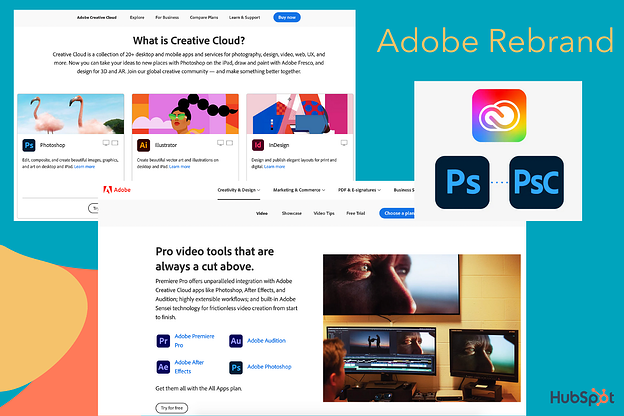 Adobe Creative Cloud Explore For Business Compare Plans Learn & Support Buy now
Adobe Rebrand
What is Creative Cloud?
Creative Cloud is a collection of 20+ desktop and mobile apps and services for photography, design, video, web, UX, and
more. Now you can take your ideas to new places with Photoshop on the iPad, draw and paint with Adobe Fresco, and
design for 3D and AR. Join our global creative community — and make something better together.
Ps Photoshop
Edit, composite, and create beautiful images, graphics,
and art on desktop and iPad. Learn more
Ai Illustrator
Create beautiful vector art and illustrations on
desktop and iPad. Learn more
Id InDesign
Design and publish elegant layouts for print and
digital. Learn more
Ps PsC
Adobe Creativity & Design Marketing & Commerce PDF & E-signatures Business S
Video Showcase Video Tips Free Trial Choose a plan
Pro video tools that are
always a cut above.
Premiere Pro offers unparalleled integration with Adobe
Creative Cloud apps like Photoshop, After Effects, and
Audition; highly extensible workflows; and built-in Adobe
Sensei technology for frictionless video creation from start
to finish.
Pr Adobe Premiere
Pro
Au Adobe Audition
Ae Adobe After
Effects
Ps Adobe Photoshop
Get them all with the All Apps plan.
Try for free
HubSpot